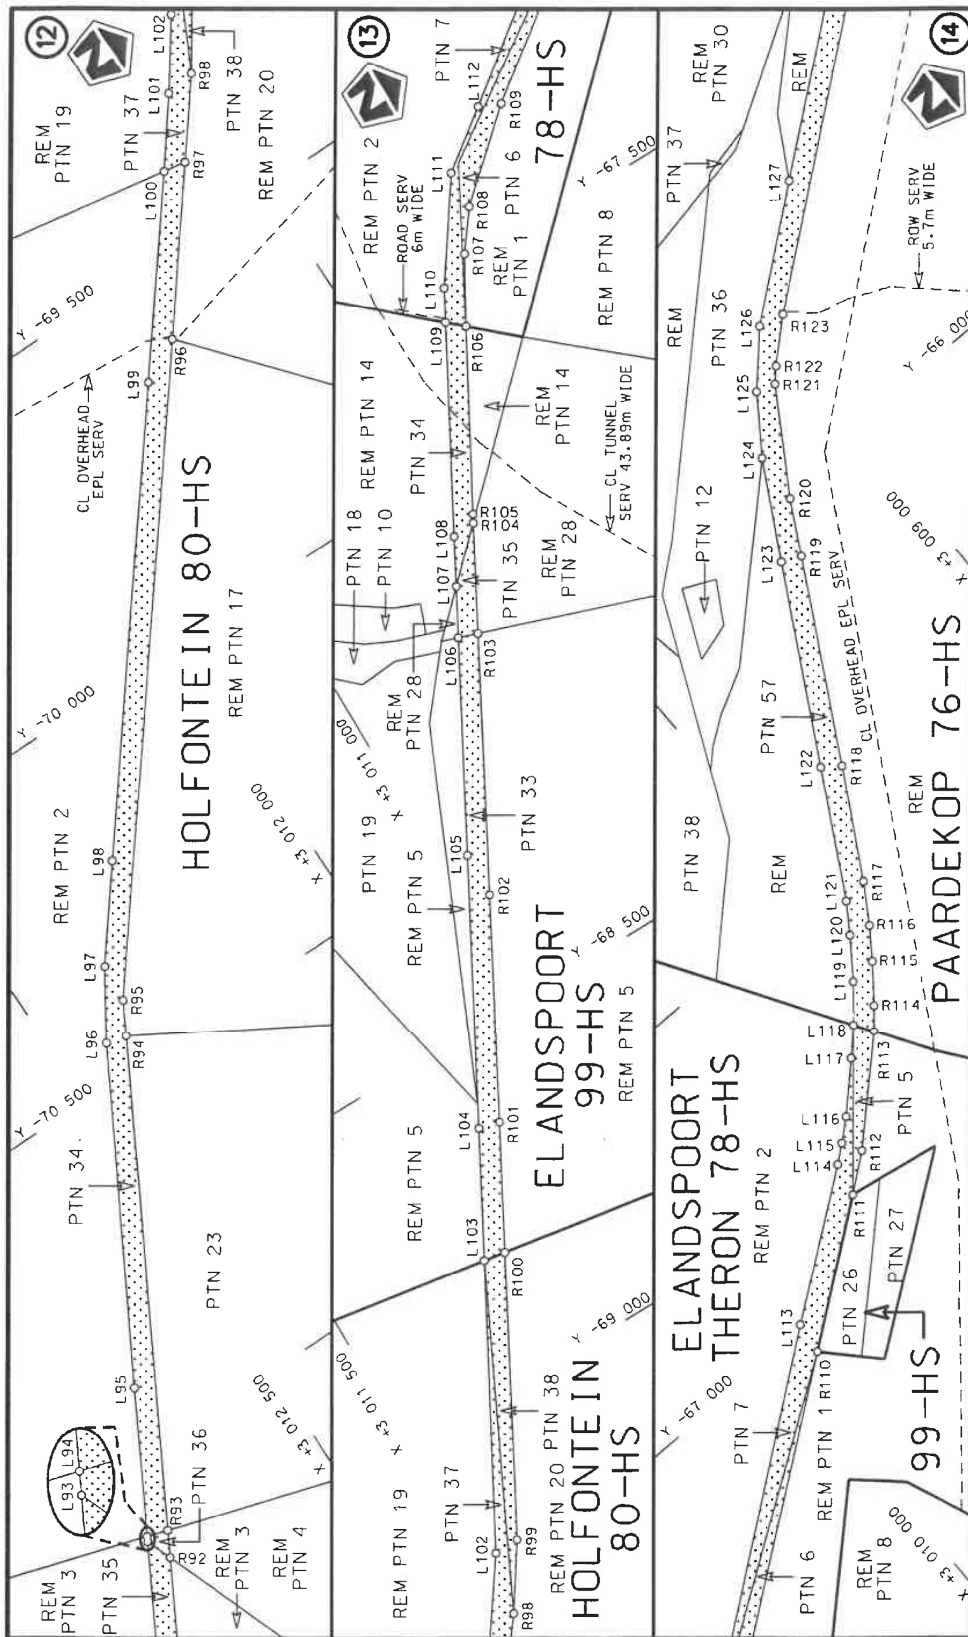 12
REM
PTN 3
PTN 35
R92
R93
PTN 36
REM
PTN 3
REM
PTN 4
L93
L94
X +3 012 500
L95
PTN 23
PTN 34
Y -70 500
L96
R94
R95
L97
REM PTN 2
L98
Y -70 000
X +3 012 000
HOLFONTEIN 80-HS
REM PTN 17
CL OVERHEAD
EPL SERV
L99
R96
Y -69 500
REM
PTN 19
PTN 37
L100
L101
L102
R97
R98
PTN 38
REM PTN 20
13
R98
L102
R99
REM PTN 19
PTN 37
REM PTN 20
PTN 38
HOLFONTEIN
80-HS
X +3 011 500
Y -69 000
L103
R100
REM PTN 5
L104
R101
ELANDSPOORT
99-HS
REM PTN 5
Y -68 500
R102
L105
REM PTN 5
PTN 33
PTN 19
X +3 011 000
REM
PTN 28
L106
R103
PTN 18
PTN 10
L107
L108
PTN 35
REM
PTN 28
R104
R105
PTN 34
REM PTN 14
REM
PTN 14
CL TUNNEL
SERV 43.89m WIDE
L109
L110
R106
R107
ROAD SERV
6m WIDE
REM PTN 2
REM
PTN 1
REM PTN 8
L111
R108
PTN 6
L112
R109
PTN 7
78-HS
Y -67 500
14
PTN 6
REM
PTN 8
X +3 010 000
REM PTN 1
R110
PTN 7
Y -67 000
L113
99-HS
PTN 26
PTN 27
ELANDSPOORT
THERON 78-HS
REM PTN 2
R111
R112
L114
L115
L116
L117
L118
PTN 5
R113
R114
R115
R116
R117
L119
L120
L121
REM
PTN 38
PAARDEKOP 76-HS
REM
L122
R118
CL OVERHEAD EPL SERV
PTN 57
L123
R119
R120
L124
PTN 12
X +3 009 000
L125
L126
R121
R122
R123
PTN 36
REM
Y -66 000
ROW SERV
5.7m WIDE
L127
PTN 37
REM
PTN 30
REM